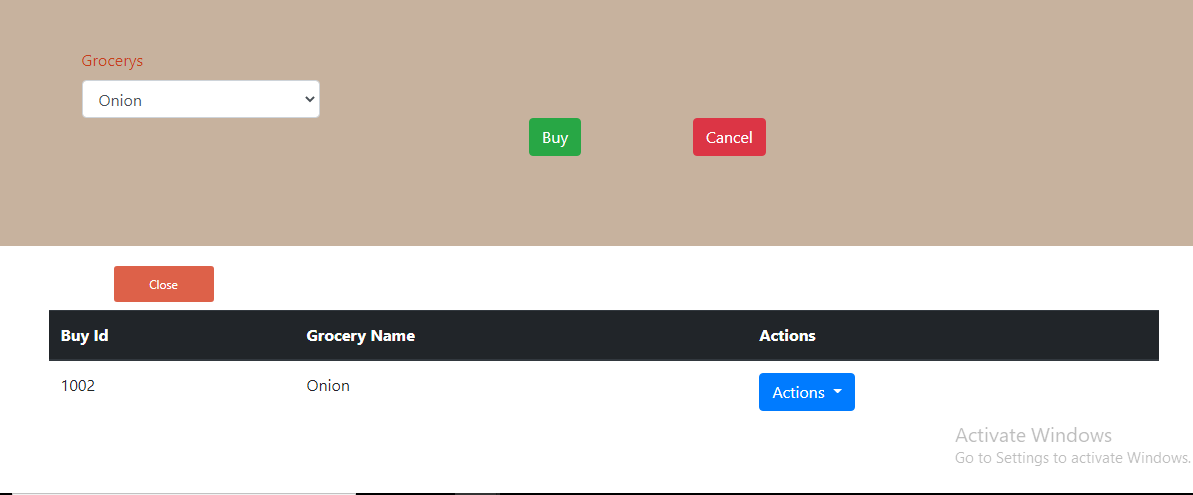 Grocerys
Onion
Buy Cancel
Close
Buy Id Grocery Name Actions
1002 Onion Actions
Activate Windows
Go to Settings to activate Windows.